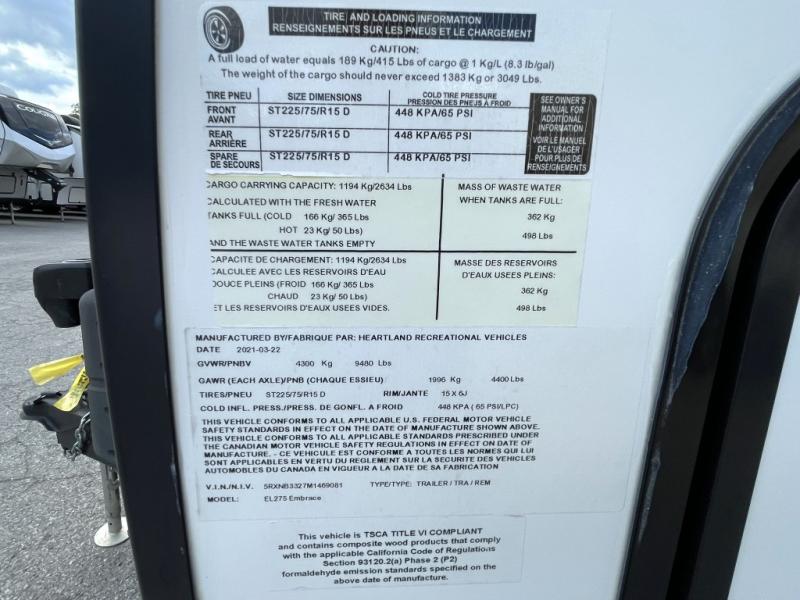 TIRE AND LOADING INFORMATION
RENSEIGNEMENTS SUR LES PNEUS ET LE CHARGEMENT
CAUTION:
A full load of water equals 189 Kg/415 Lbs of cargo @ 1 Kg/L (8.3 lb/gal)
The weight of the cargo should never exceed 1383 Kg or 3049 Lbs.
TIRE PNEU SIZE DIMENSIONS COLD TIRE PRESSURE
PRESSION DES PNEJS À FROID
FRONT
AVANT ST225/75/R15 D 448 KPA/65 PSI
REAR
ARRIÈRE ST225/75/R15 D 448 KPA/65 PSI
SPARE
DE SECOURS ST225/75/R15 D 448 KPA/65 PSI
SEE OWNER'S
MANUAL FOR
ADDITIONAL
INFORMATION
VOIR LE MANUEL
DE L'USAGER
POUR PLUS DE
RENSEIGNEMENTS
CARGO CARRYING CAPACITY: 1194 Kg/2634 Lbs
CALCULATED WITH THE FRESH WATER
TANKS FULL (COLD 166 Kg/ 365 Lbs
HOT 23 Kg/ 50 Lbs)
AND THE WASTE WATER TANKS EMPTY
MASS OF WASTE WATER
WHEN TANKS ARE FULL:
362 Kg
498 Lbs
CAPACITE DE CHARGEMENT: 1194 Kg/2634 Lbs
CALCULEE AVEC LES RESERVOIRS D'EAU
DOUCE PLEINS (FROID 166 Kg/ 365 Lbs
CHAUD 23 Kg/ 50 Lbs)
ET LES RESERVOIRS D'EAUX USEES VIDES.
MASSE DES RESERVOIRS
D'EAUX USEES PLEINS:
362 Kg
498 Lbs
MANUFACTURED BY/FABRIQUE PAR: HEARTLAND RECREATIONAL VEHICLES
DATE 2021-03-22
GVWR/PNBV 4300 Kg 9480 Lbs
GAWR (EACH AXLE)/PNB (CHAQUE ESSIEU) 1996 Kg 4400 Lbs
TIRES/PNEU ST225/75/R15 D RIM/JANTE 15 X 6J
COLD INFL. PRESS./PRESS. DE GONFL. A FROID 448 KPA ( 65 PSI/LPC)
THIS VEHICLE CONFORMS TO ALL APPLICABLE U.S. FEDERAL MOTOR VEHICLE
SAFETY STANDARDS IN EFFECT ON THE DATE OF MANUFACTURE SHOWN ABOVE.
THIS VEHICLE CONFORMS TO ALL APPLICABLE STANDARDS PRESCRIBED UNDER
THE CANADIAN MOTOR VEHICLE SAFETY REGULATIONS IN EFFECT ON THE DATE OF
MANUFACTURE. - CE VEHICULE EST CONFORME A TOUTES LES NORMES QUI LUI
SONT APPLICABLES EN VERTU DU REGLEMENT SUR LA SECURITE DES VEHICULES
AUTOMOBILES DU CANADA EN VIGUEUR A LA DATE DE SA FABRICATION
V.I.N./N.I.V. 5RXNB3327M1469081 TYPE/TYPE: TRAILER / TRA / REM
MODEL: EL275 Embrace
This vehicle is TSCA TITLE VI COMPLIANT
and contains composite wood products that comply
with the applicable California Code of Regulations
Section 93120.2(a) Phase 2 (P2)
formaldehyde emission standards specified on the
above date of manufacture.